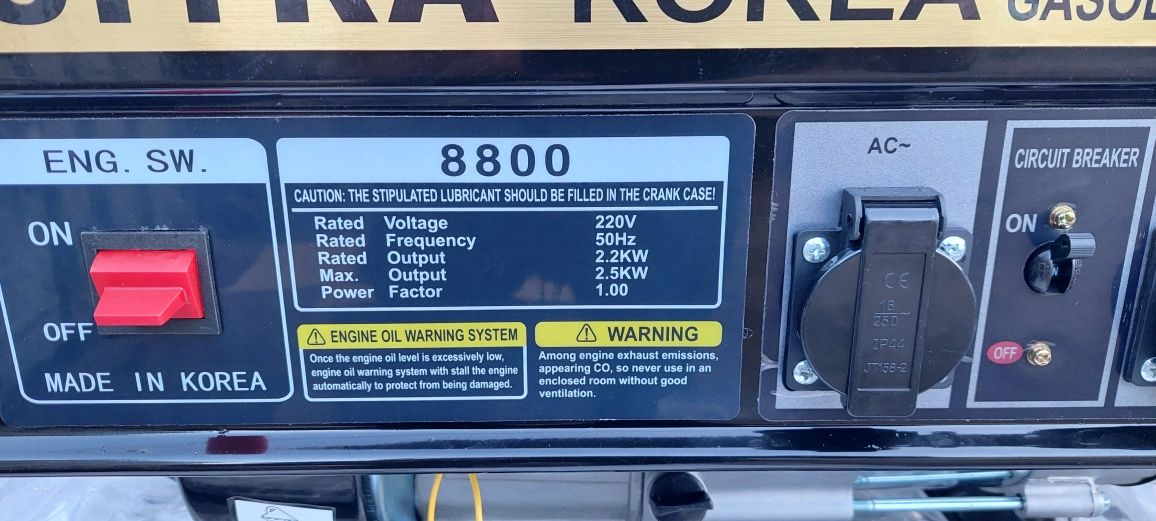 KOREA
ENG. SW.
ON
OFF
MADE IN KOREA
8800
CAUTION: THE STIPULATED LUBRICANT SHOULD BE FILLED IN THE CRANK CASE!
Rated Voltage 220V
Rated Frequency 50Hz
Rated Output 2.2KW
Max. Output 2.5KW
Power Factor 1.00
ENGINE OIL WARNING SYSTEM
Once the engine oil level is excessively low,
engine oil warning system with stall the engine
automatically to protect from being damaged.
WARNING
Among engine exhaust emissions,
appearing CO, so never use in an
enclosed room without good
ventilation.
AC~
CE
16
250~
IP44
JT158-2
CIRCUIT BREAKER
ON
OFF